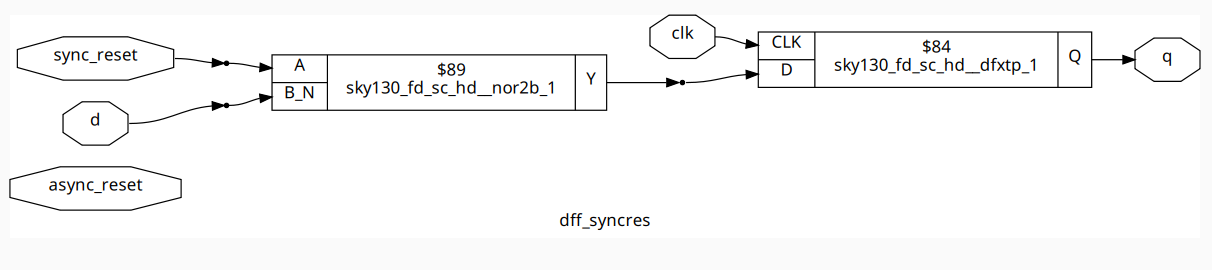 sync_reset
d
async_reset
A
B_N
$89
sky130_fd_sc_hd__nor2b_1
Y
clk
CLK
D
$84
sky130_fd_sc_hd__dfxtp_1
Q
q
dff_syncres